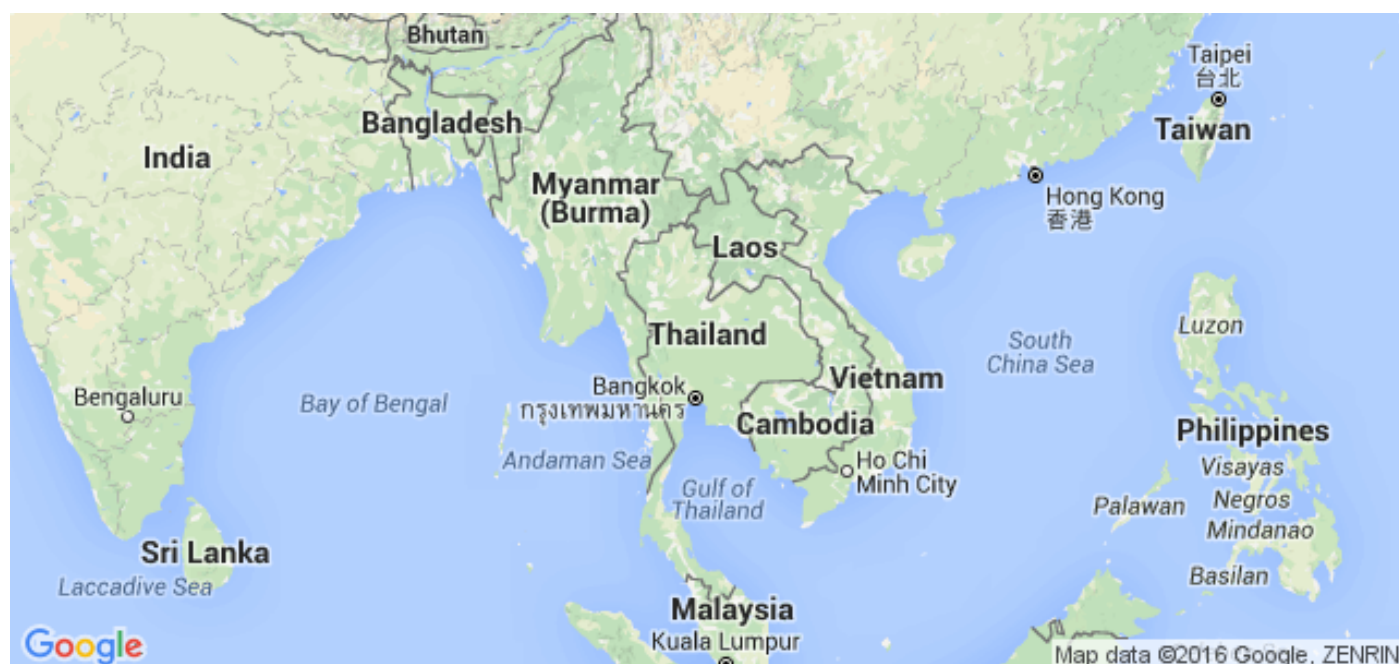 Bhutan
Taipei
台北
Bangladesh
Taiwan
India
Myanmar
(Burma)
Hong Kong
香港
Laos
Luzon
Thailand
South
China Sea
Vietnam
Bangkok
กรุงเทพมหานคร
Bengaluru
Bay of Bengal
Cambodia
Philippines
Andaman Sea
Ho Chi
Minh City
Visayas
Gulf of
Thailand
Palawan
Negros
Mindanao
Sri Lanka
Basilan
Laccadive Sea
Malaysia
Kuala Lumpur
Google
Map data ©2016 Google, ZENRIN